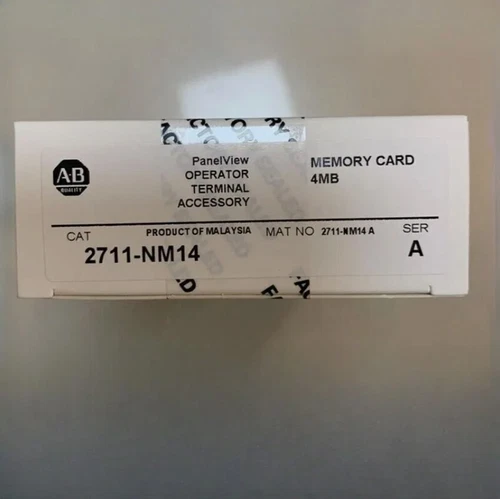 AB
QUALITY
PanelView
OPERATOR
TERMINAL
ACCESSORY
MEMORY CARD
4MB
CAT
PRODUCT OF MALAYSIA
MAT NO 2711-NM14 A
SER
2711-NM14
A